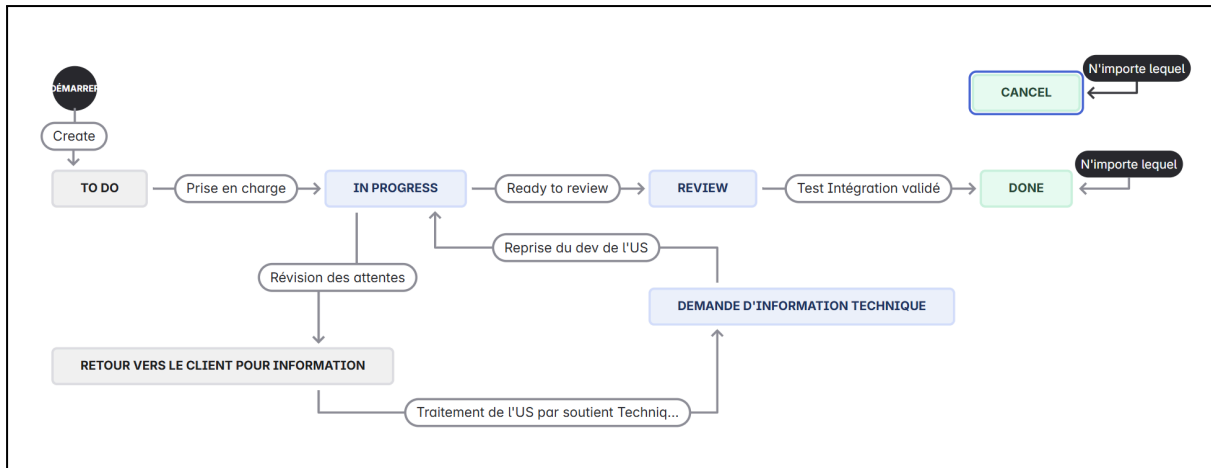 N'importe lequel
DÉMARRER
CANCEL
Create
N'importe lequel
TO DO
Prise en charge
IN PROGRESS
Ready to review
REVIEW
Test Intégration validé
DONE
Reprise du dev de l'US
Révision des attentes
DEMANDE D'INFORMATION TECHNIQUE
RETOUR VERS LE CLIENT POUR INFORMATION
Traitement de l'US par soutient Techniq...